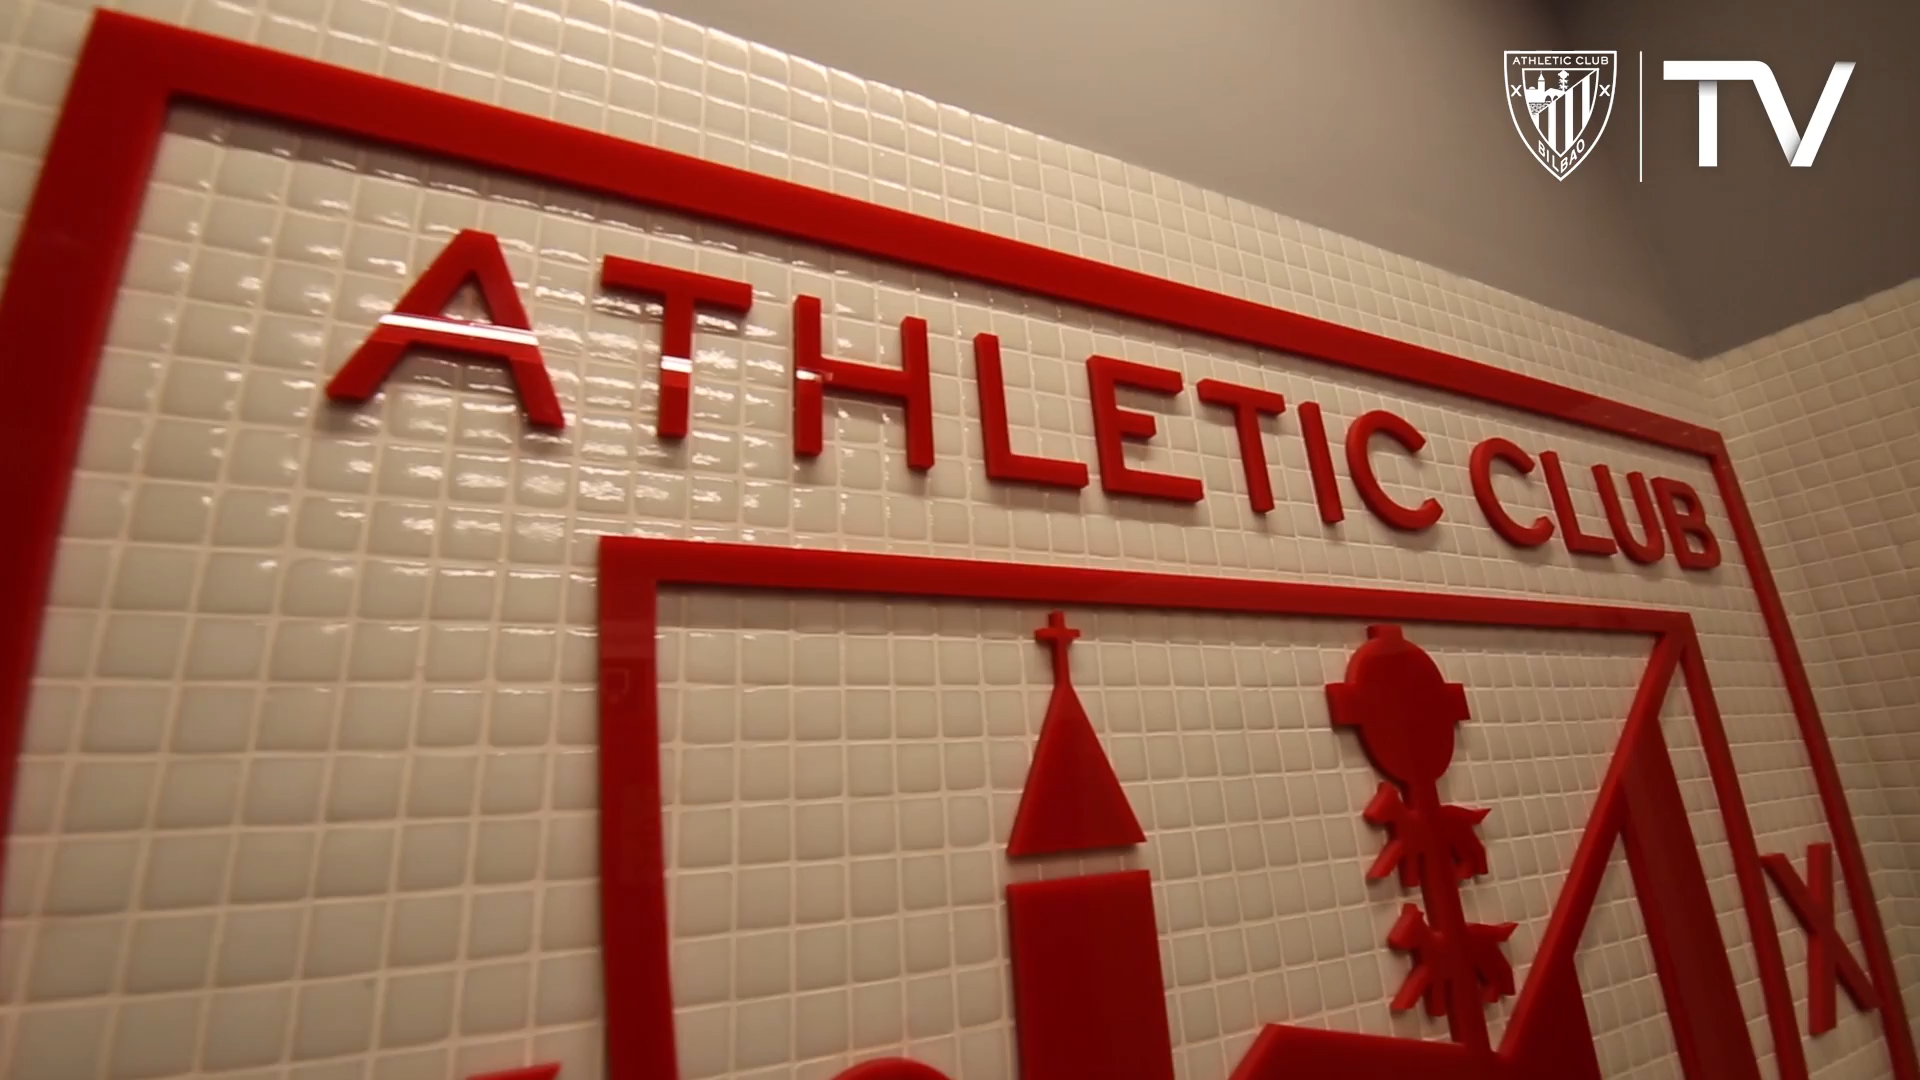 ATHLETIC CLUB
X X
BILBAO
TV
ATHLETIC CLUB
X